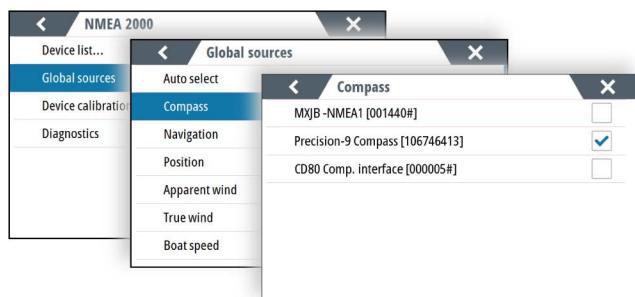 NMEA 2000
Device list...
Global sources
Device calibration
Diagnostics
Global sources
Auto select
Compass
Navigation
Position
Apparent wind
True wind
Boat speed
Compass
MXJB -NMEA1 [001440#]
Precision-9 Compass [106746413]
CD80 Comp. interface [000005#]